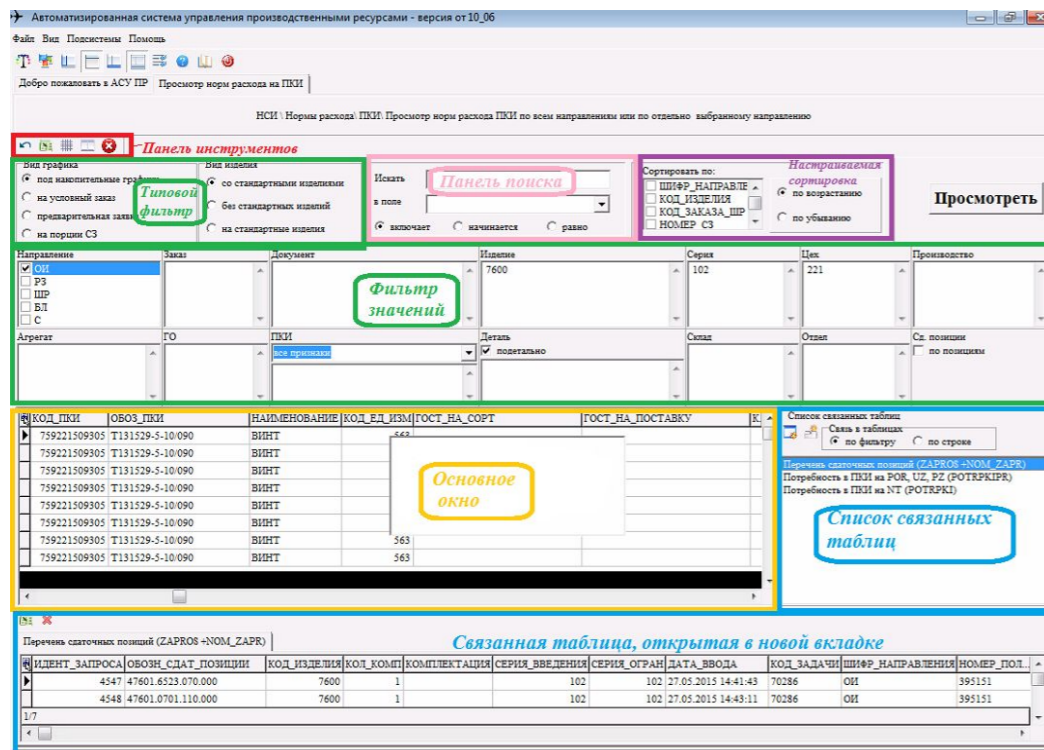 Автоматизированная система управления производственными ресурсами - версия от 10_06
Файл Вид Подсистемы Помощь
Добро пожаловать в АСУ ПР Просмотр норм расхода на ПКИ
НСИ \ Нормы расхода\ ПКИ\ Просмотр норм расхода ПКИ по всем направлениям или по отдельно выбранному направлению
Панель инструментов
Вид графика
под накопительные графики
на условный заказ
предварительная заявка
на порции СЗ
Типовой фильтр
Вид изделия
со стандартными изделиями
без стандартных изделий
на стандартные изделия
Искать
Панель поиска
в поле
включает начинается равно
Сортировать по:
ШИФР_НАПРАВЛЕ
КОД_ИЗДЕЛИЯ
КОД_ЗАКАЗА_ШР
НОМЕР_СЗ
Настраиваемая
сортировка
по возрастанию
по убыванию
Просмотреть
Направление Заказ Документ Изделие Серия Цех Производство
ОИ 7600 102 221
РЗ
ШР
БЛ
С
Фильтр
значений
Агрегат ГО ПКИ Деталь Склад Отдел Сд. позиции
все признаки подетально по позициям
КОД_ПКИ ОБОЗ_ПКИ НАИМЕНОВАНИЕ КОД_ЕД_ИЗМ ГОСТ_НА_СОРТ ГОСТ_НА_ПОСТАВКУ К
759221509305 Т131529-5-10/090 ВИНТ 563
759221509305 Т131529-5-10/090 ВИНТ
759221509305 Т131529-5-10/090 ВИНТ
759221509305 Т131529-5-10/090 ВИНТ
759221509305 Т131529-5-10/090 ВИНТ
759221509305 Т131529-5-10/090 ВИНТ
759221509305 Т131529-5-10/090 ВИНТ 563
759221509305 Т131529-5-10/090 ВИНТ 563
Основное
окно
Список связанных таблиц
Связь в таблицах
по фильтру по строке
Перечень сдаточных позиций (ZAPROS +NOM_ZAPR)
Потребность в ПКИ на POR, UZ, PZ (POTRPKIPR)
Потребность в ПКИ на NT (POTRPKI)
Список связанных
таблиц
Перечень сдаточных позиций (ZAPROS +NOM_ZAPR)
Связанная таблица, открытая в новой вкладке
ИДЕНТ_ЗАПРОСА ОБОЗН_СДАТ_ПОЗИЦИИ КОД_ИЗДЕЛИЯ КОЛ_КОМП КОМПЛЕКТАЦИЯ СЕРИЯ_ВВЕДЕНИЯ СЕРИЯ_ОГРАН ДАТА_ВВОДА КОД_ЗАДАЧИ ШИФР_НАПРАВЛЕНИЯ НОМЕР_ПОЛ...
4547 47601.6523.070.000 7600 1 102 102 27.05.2015 14:41:43 70286 ОИ 395151
4548 47601.0701.110.000 7600 1 102 102 27.05.2015 14:43:11 70286 ОИ 395151
1/7